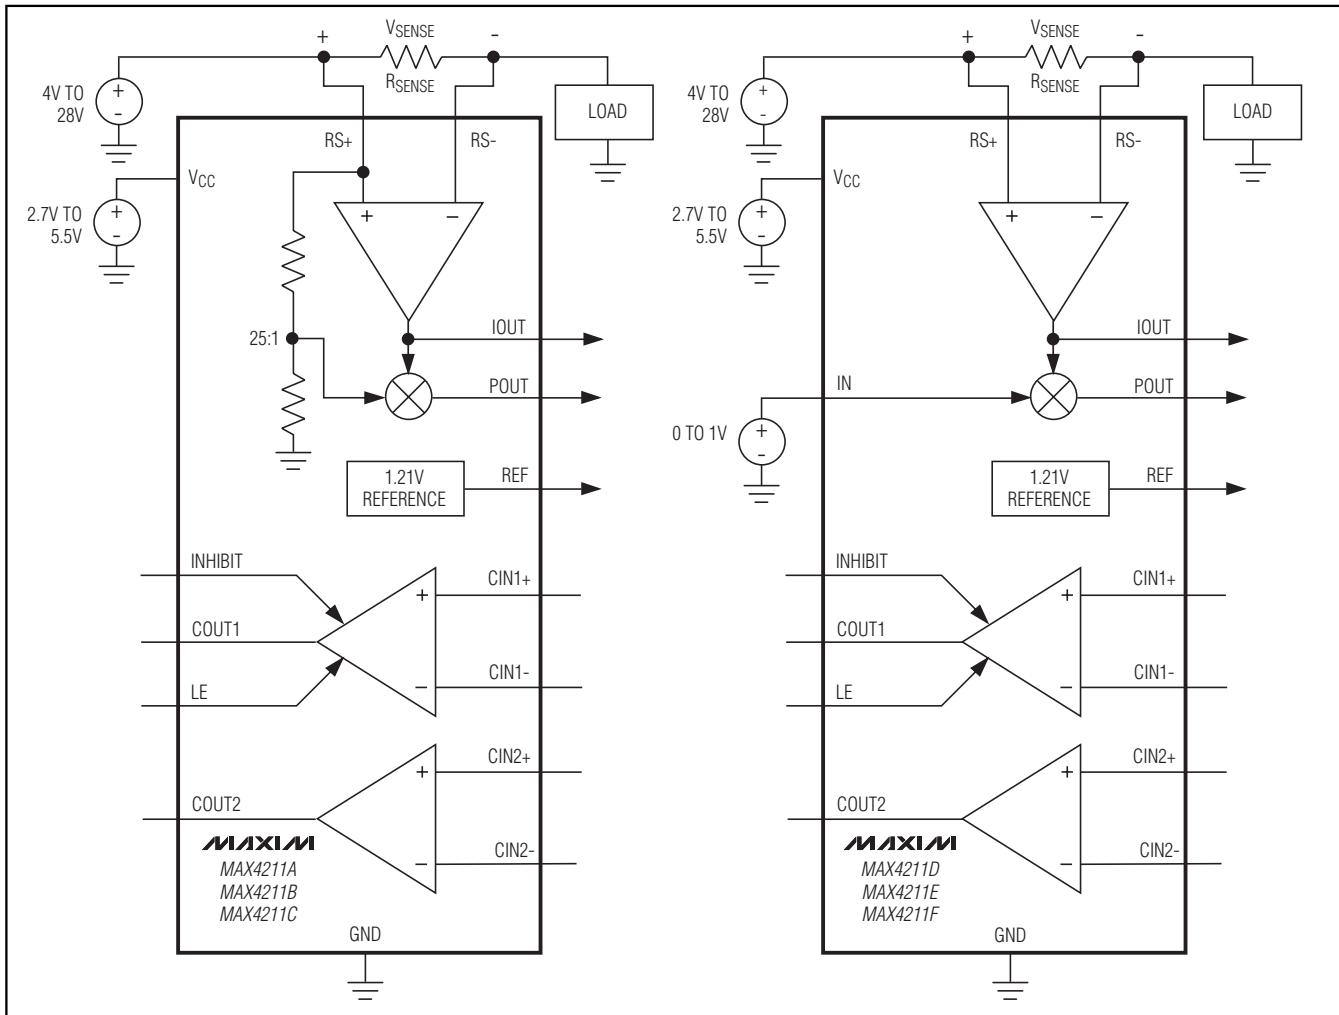 VSENSE
+
-
RSENSE
4V TO
28V
+
-
LOAD
RS+
RS-
VCC
2.7V TO
5.5V
+
-
+
−
IOUT
25:1
POUT
1.21V
REFERENCE
REF
INHIBIT
CIN1+
+
COUT1
CIN1-
−
LE
CIN2+
+
COUT2
CIN2-
−
MAXIM
MAX4211A
MAX4211B
MAX4211C
GND
VSENSE
+
-
RSENSE
4V TO
28V
+
-
LOAD
RS+
RS-
VCC
2.7V TO
5.5V
+
-
+
−
IOUT
IN
POUT
0 TO 1V
+
-
1.21V
REFERENCE
REF
INHIBIT
CIN1+
+
COUT1
CIN1-
−
LE
CIN2+
+
COUT2
CIN2-
−
MAXIM
MAX4211D
MAX4211E
MAX4211F
GND